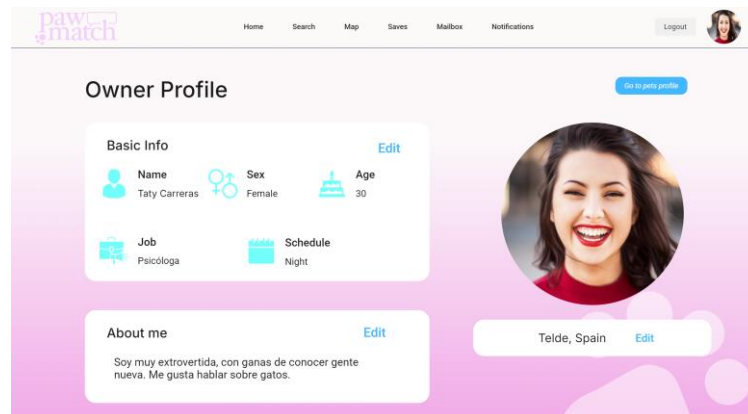 paw
match
Home Search Map Saves Mailbox Notifications Logout
Owner Profile
Go to pets profile
Basic Info Edit
Name Sex Age
Taty Carreras Female 30
Job Schedule
Psicóloga Night
About me Edit
Soy muy extrovertida, con ganas de conocer gente
nueva. Me gusta hablar sobre gatos.
Telde, Spain Edit